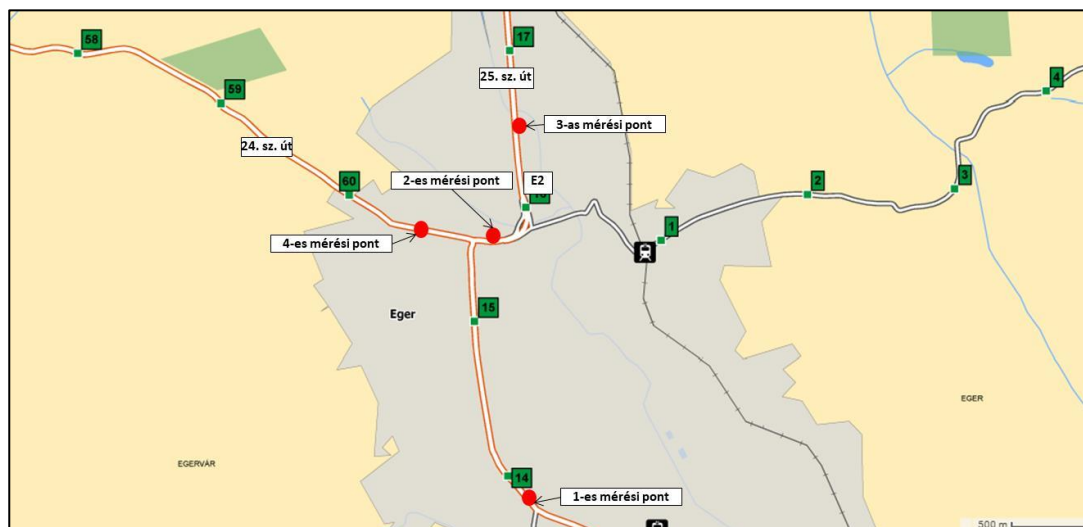 58
17
59
25. sz. út
4
3-as mérési pont
24. sz. út
2-es mérési pont
E2
60
2
3
1
4-es mérési pont
15
Eger
EGER
EGERVÁR
14
1-es mérési pont
500 m